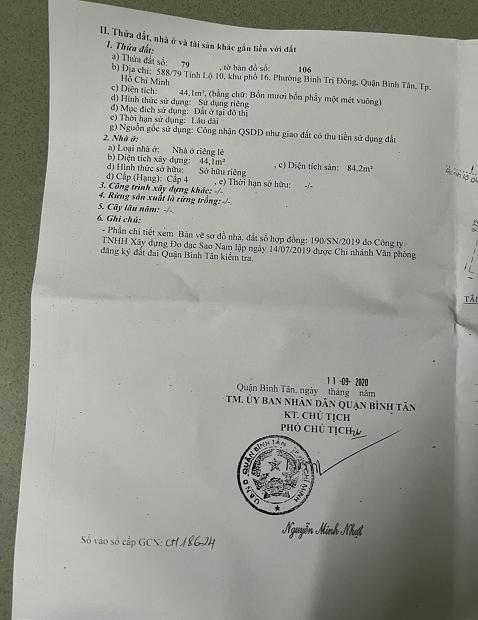 II. Thửa đất, nhà ở và tài sản khác gắn liền với đất
1. Thửa đất:
a) Thửa đất số: 79 , tờ bản đồ số: 106
b) Địa chỉ: 588/79 Tỉnh Lộ 10, khu phố 16, Phường Bình Trị Đông, Quận Bình Tân, Tp.
Hồ Chí Minh
c) Diện tích: 44,1m², (bằng chữ: Bốn mươi bốn phẩy một mét vuông)
d) Hình thức sử dụng: Sử dụng riêng
đ) Mục đích sử dụng: Đất ở tại đô thị
e) Thời hạn sử dụng: Lâu dài
g) Nguồn gốc sử dụng: Công nhận QSDĐ như giao đất có thu tiền sử dụng đất
2. Nhà ở:
a) Loại nhà ở: Nhà ở riêng lẻ
b) Diện tích xây dựng: 44,1m² , c) Diện tích sàn: 84,2m²
d) Hình thức sở hữu: Sở hữu riêng
đ) Cấp (Hạng): Cấp 4 , e) Thời hạn sở hữu: -/-
3. Công trình xây dựng khác: -/-
4. Rừng sản xuất là rừng trồng: -/-
5. Cây lâu năm: -/-
6. Ghi chú:
- Phần chi tiết xem Bản vẽ sơ đồ nhà, đất số hợp đồng: 190/SN/2019 do Công ty
TNHH Xây dựng Đo đạc Sao Nam lập ngày 14/07/2019 được Chi nhánh Văn phòng
đăng ký đất đai Quận Bình Tân kiểm tra.
11-09-2020
Quận Bình Tân, ngày tháng năm
TM. ỦY BAN NHÂN DÂN QUẬN BÌNH TÂN
KT. CHỦ TỊCH
PHÓ CHỦ TỊCH
Nguyễn Minh Nhựt
Số vào sổ cấp GCN: CH18624